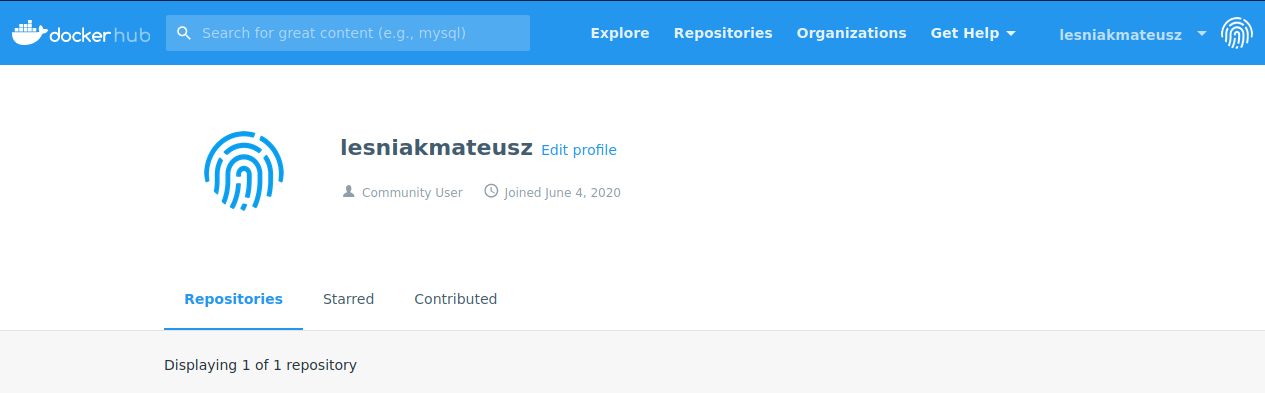 docker hub Search for great content (e.g., mysql) Explore Repositories Organizations Get Help lesniakmateusz
lesniakmateusz Edit profile
Community User Joined June 4, 2020
Repositories Starred Contributed
Displaying 1 of 1 repository